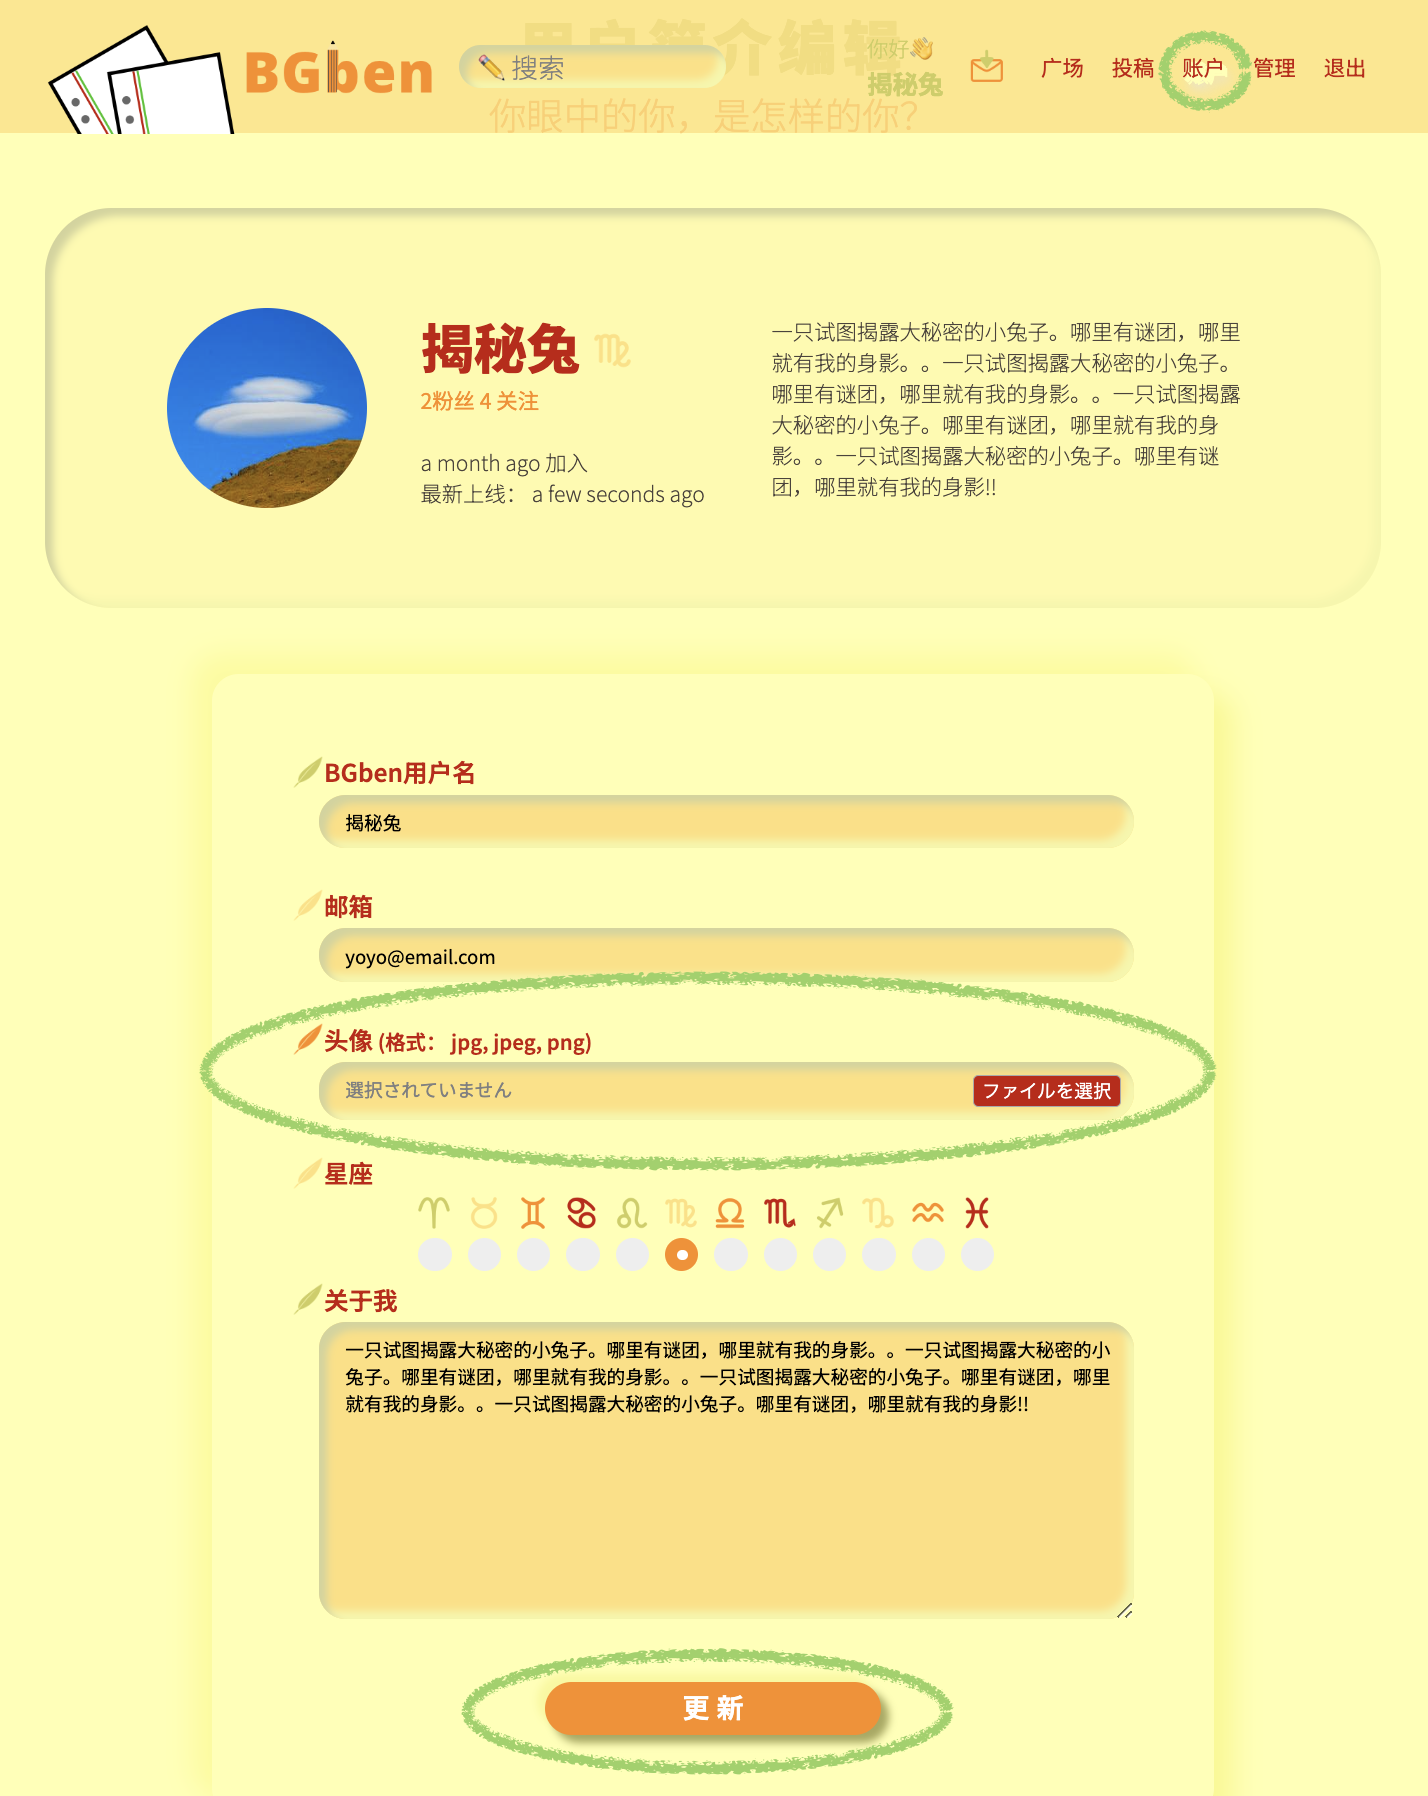 用户简介编辑
BGben
✏️ 搜索
你好👋
揭秘兔
广场
投稿
账户
管理
退出
你眼中的你，是怎样的你？
揭秘兔 ♍
2粉丝 4 关注
a month ago 加入
最新上线： a few seconds ago
一只试图揭露大秘密的小兔子。哪里有谜团，哪里
就有我的身影。。一只试图揭露大秘密的小兔子。
哪里有谜团，哪里就有我的身影。。一只试图揭露
大秘密的小兔子。哪里有谜团，哪里就有我的身
影。。一只试图揭露大秘密的小兔子。哪里有谜
团，哪里就有我的身影!!
BGben用户名
揭秘兔
邮箱
yoyo@email.com
头像 (格式： jpg, jpeg, png)
選択されていません
ファイルを選択
星座
♈ ♉ ♊ ♋ ♌ ♍ ♎ ♏ ♐ ♑ ♒ ♓
关于我
一只试图揭露大秘密的小兔子。哪里有谜团，哪里就有我的身影。。一只试图揭露大秘密的小
兔子。哪里有谜团，哪里就有我的身影。。一只试图揭露大秘密的小兔子。哪里有谜团，哪里
就有我的身影。。一只试图揭露大秘密的小兔子。哪里有谜团，哪里就有我的身影!!
更 新